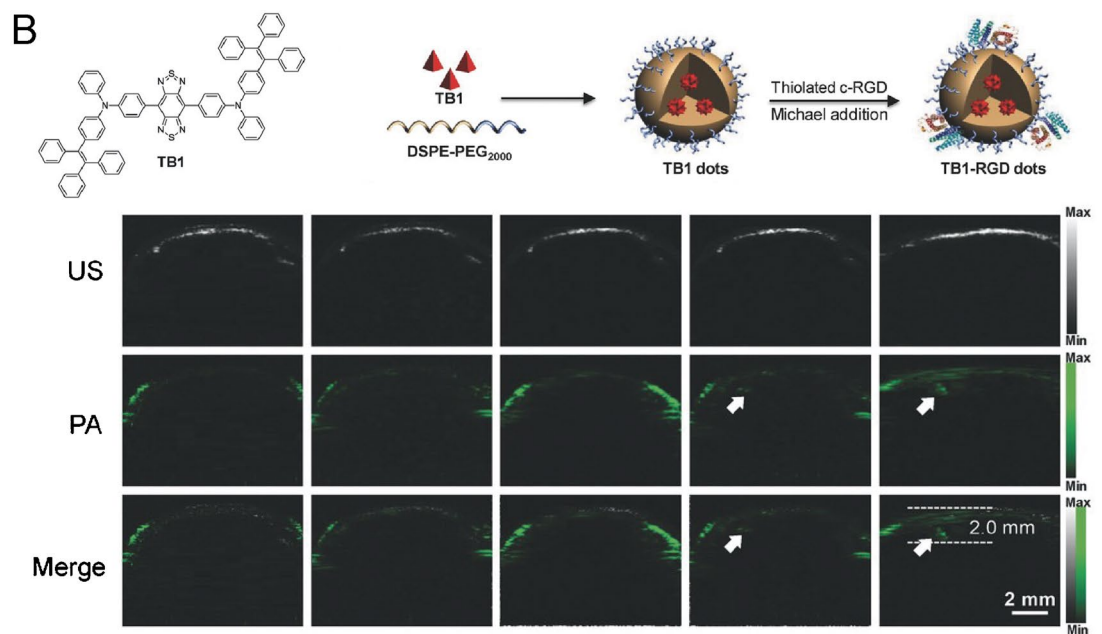 B
S
N N
N
N
N N
S
TB1
TB1
DSPE-PEG2000
TB1 dots
Thiolated c-RGD
Michael addition
TB1-RGD dots
US
Max
Min
PA
Max
Min
Merge
Max
2.0 mm
2 mm
Min